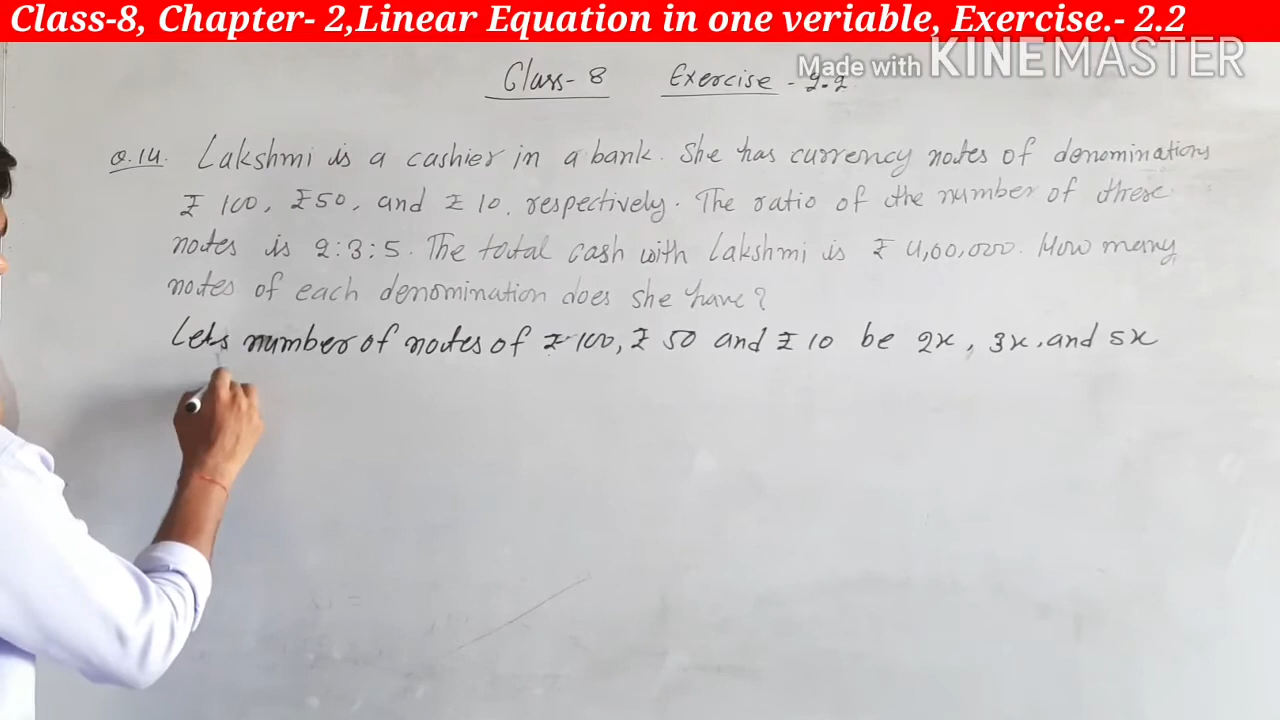 Class-8, Chapter- 2,Linear Equation in one veriable, Exercise.- 2.2
Made with KINEMASTER
Class-8 Exercise - 2.2
Q.14. Lakshmi is a cashier in a bank. She has currency notes of denominations
₹ 100, ₹50, and ₹ 10. respectively. The ratio of the number of these
notes is 2:3:5. The total cash with Lakshmi is ₹ 4,00,000. How many
notes of each denomination does she have?
Lets number of notes of ₹ 100, ₹ 50 and ₹ 10 be 2x, 3x, and 5x